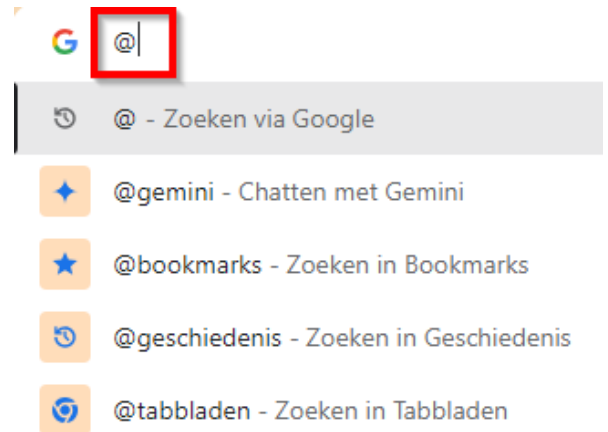 @
@ - Zoeken via Google
@gemini - Chatten met Gemini
@bookmarks - Zoeken in Bookmarks
@geschiedenis - Zoeken in Geschiedenis
@tabbladen - Zoeken in Tabbladen